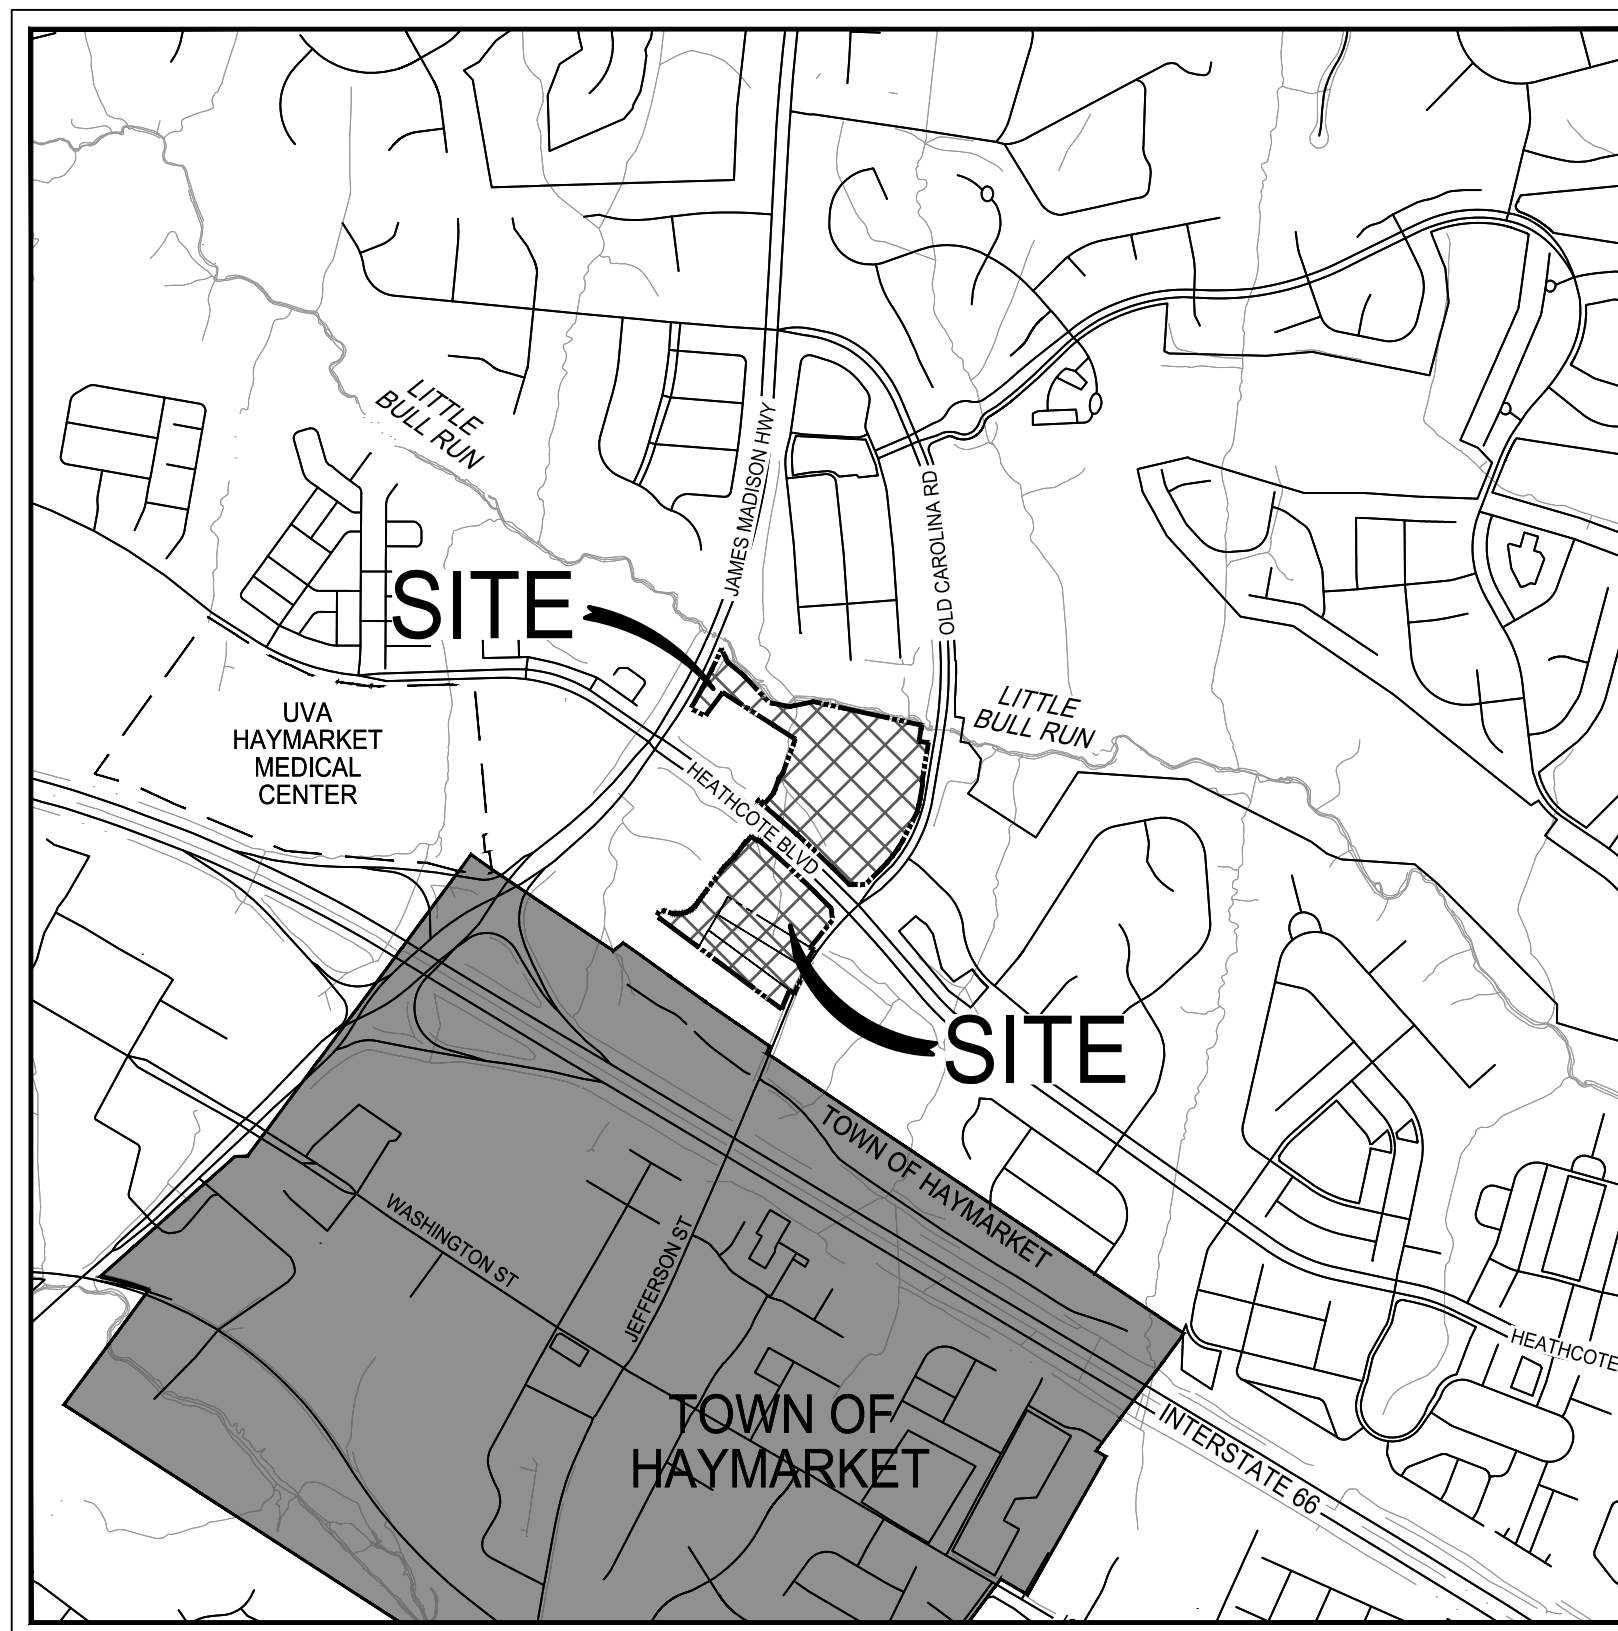 LITTLE
BULL RUN
JAMES MADISON HWY
OLD CAROLINA RD
SITE
UVA
HAYMARKET
MEDICAL
CENTER
LITTLE
BULL RUN
HEATHCOTE BLVD
SITE
TOWN OF HAYMARKET
WASHINGTON ST
JEFFERSON ST
HEATHCOTE
TOWN OF
HAYMARKET
INTERSTATE 66